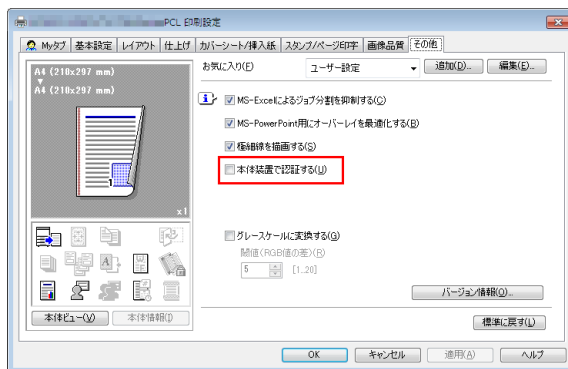 PCL 印刷設定
Myタブ 基本設定 レイアウト 仕上げ カバーシート/挿入紙 スタンプ/ページ印字 画像品質 その他
A4 (210x297 mm)
A4 (210x297 mm)
x1
お気に入り(F) ユーザー設定 追加(D)... 編集(E)...
MS-Excelによるジョブ分割を抑制する(C)
MS-PowerPoint用にオーバーレイを最適化する(B)
極細線を描画する(S)
本体装置で認証する(U)
グレースケールに変換する(G)
閾値(RGB値の差)(R)
5 [1..20]
バージョン情報(O)...
本体ビュー(V) 本体情報(I)
標準に戻す(L)
OK キャンセル 適用(A) ヘルプ